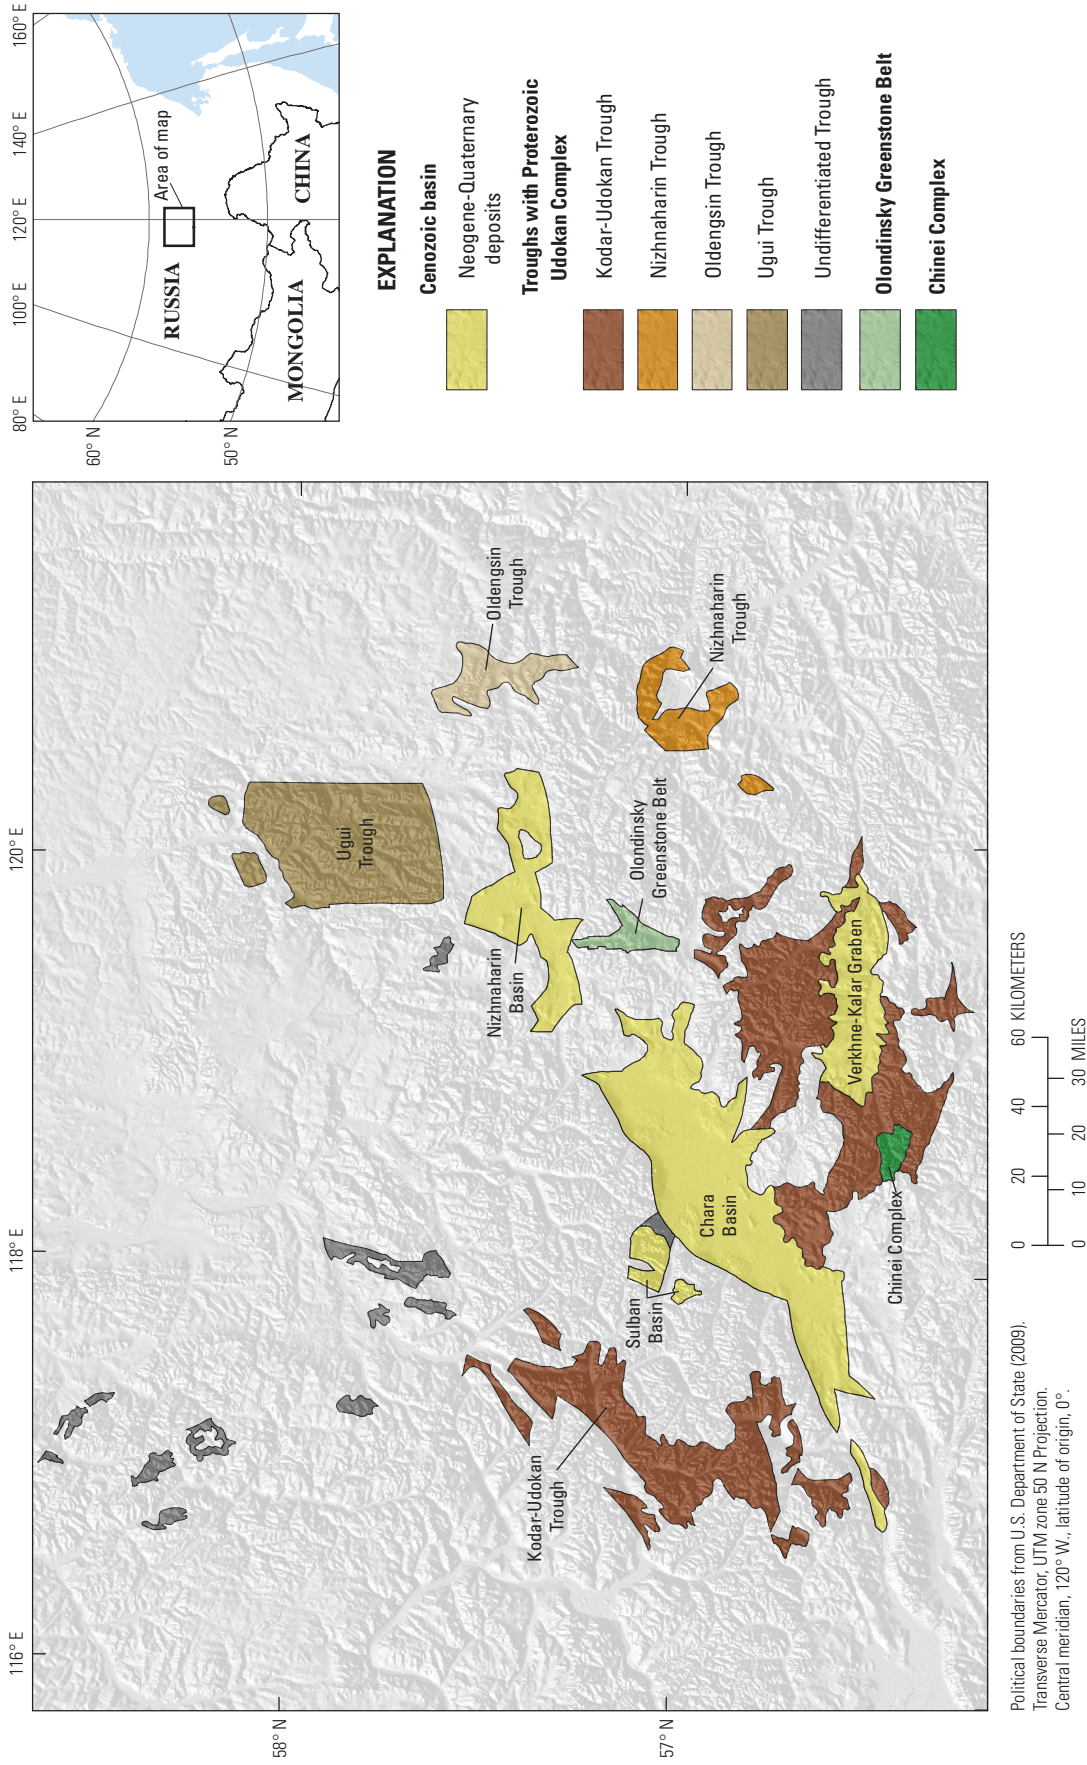 116° E
118° E
120° E
58° N
57° N
Ugui
Trough
Oldengsin
Trough
Nizhnaharin
Basin
Olondinsky
Greenstone Belt
Nizhnaharin
Trough
Kodar-Udokan
Trough
Sulban
Basin
Chara
Basin
Verkhne-Kalar Graben
Chinei Complex
Political boundaries from U.S. Department of State (2009).
Transverse Mercator, UTM zone 50 N Projection.
Central meridian, 120° W., latitude of origin, 0°.
0 20 40 60 KILOMETERS
0 10 20 30 MILES
80° E
100° E
120° E
140° E
160° E
60° N
50° N
RUSSIA
Area of map
MONGOLIA
CHINA
EXPLANATION
Cenozoic basin
Neogene-Quaternary
deposits
Troughs with Proterozoic
Udokan Complex
Kodar-Udokan Trough
Nizhnaharin Trough
Oldengsin Trough
Ugui Trough
Undifferentiated Trough
Olondinsky Greenstone Belt
Chinei Complex